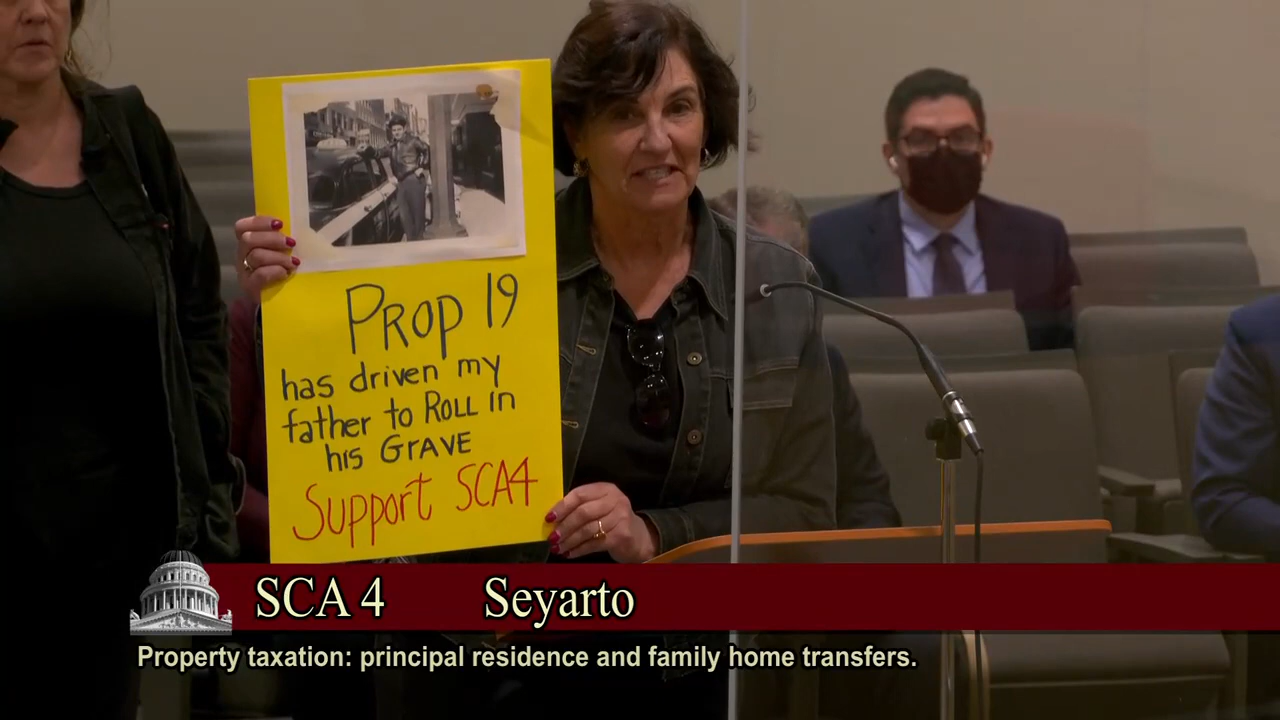 PROP 19
has driven my
father to ROLL in
his GRAVE
Support SCA4
SCA 4 Seyarto
Property taxation: principal residence and family home transfers.